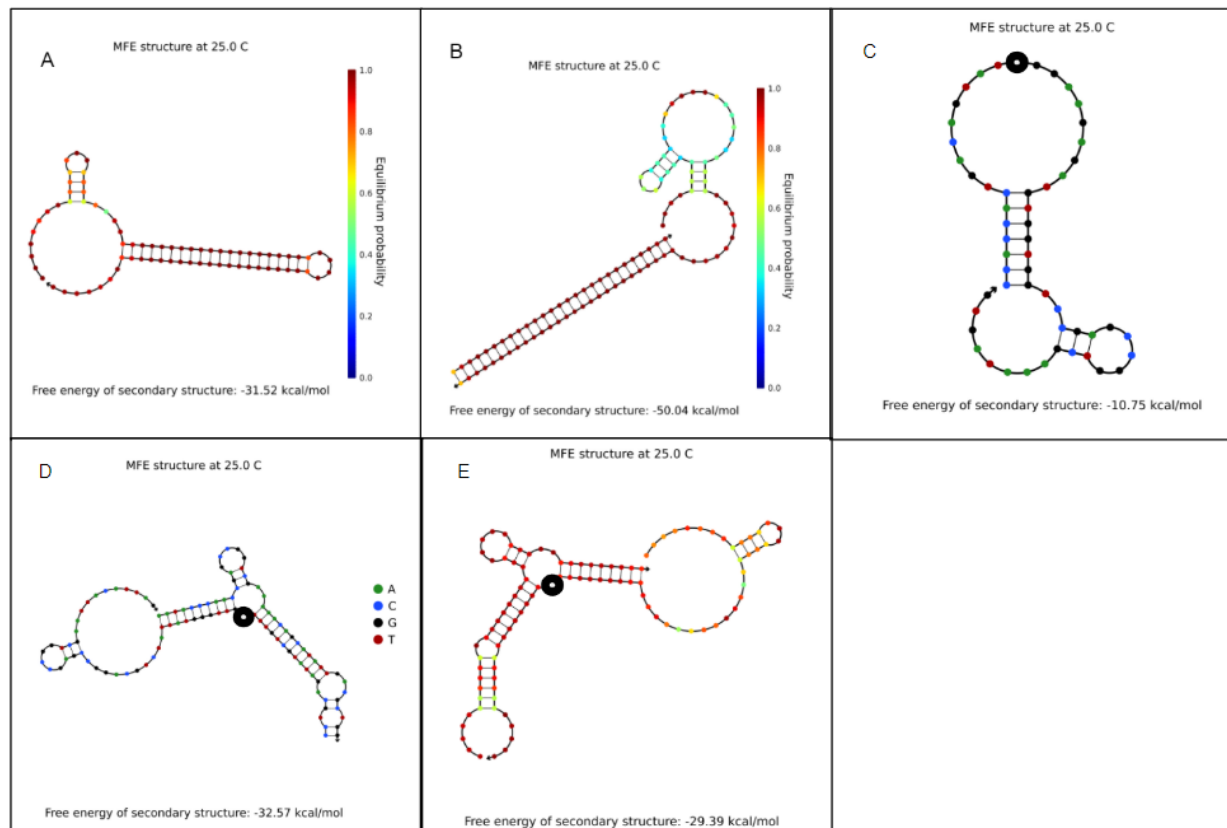 A
MFE structure at 25.0 C
1.0
0.8
0.6
0.4
0.2
0.0
Equilibrium probability
Free energy of secondary structure: -31.52 kcal/mol
B
MFE structure at 25.0 C
1.0
0.8
0.6
0.4
0.2
0.0
Equilibrium probability
Free energy of secondary structure: -50.04 kcal/mol
C
MFE structure at 25.0 C
Free energy of secondary structure: -10.75 kcal/mol
D
MFE structure at 25.0 C
A
C
G
T
Free energy of secondary structure: -32.57 kcal/mol
E
MFE structure at 25.0 C
Free energy of secondary structure: -29.39 kcal/mol